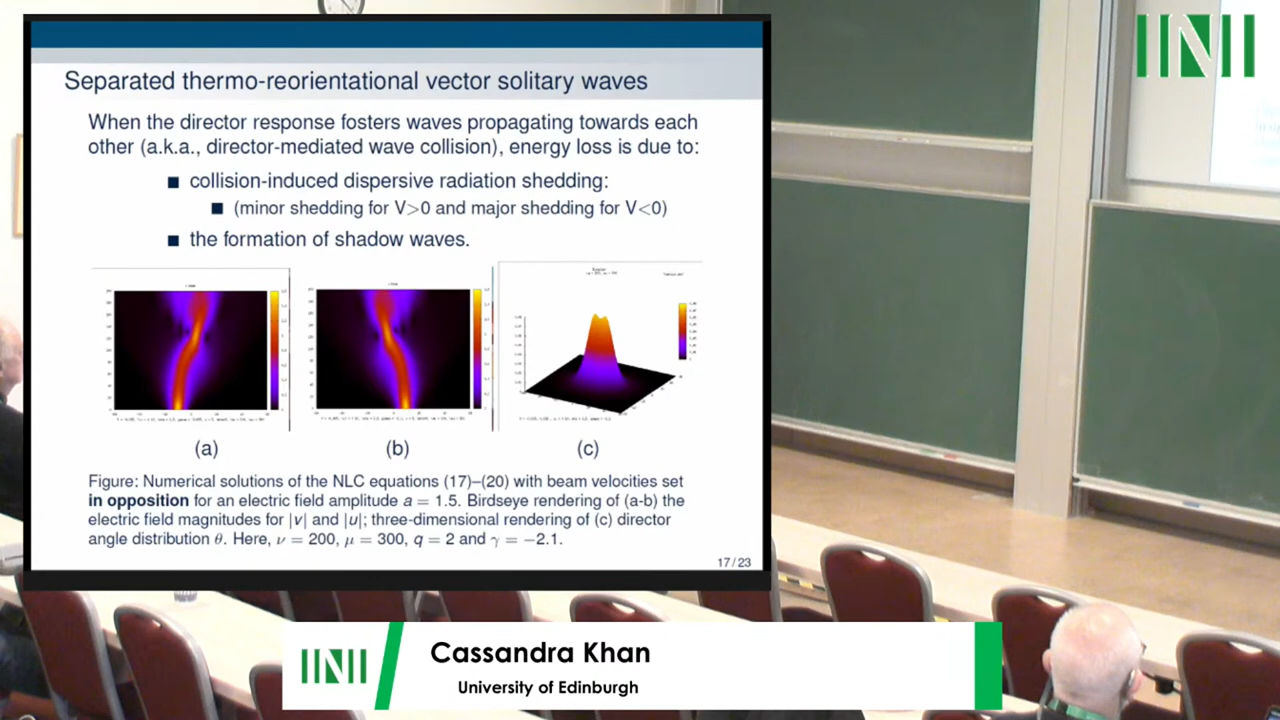 Separated thermo-reorientational vector solitary waves
When the director response fosters waves propagating towards each
other (a.k.a., director-mediated wave collision), energy loss is due to:
■ collision-induced dispersive radiation shedding:
■ (minor shedding for V>0 and major shedding for V<0)
■ the formation of shadow waves.
(a)
(b)
(c)
Figure: Numerical solutions of the NLC equations (17)–(20) with beam velocities set
in opposition for an electric field amplitude a = 1.5. Birdseye rendering of (a-b) the
electric field magnitudes for |v| and |u|; three-dimensional rendering of (c) director
angle distribution θ. Here, ν = 200, μ = 300, q = 2 and γ = −2.1.
17/23
INI
INI
Cassandra Khan
University of Edinburgh